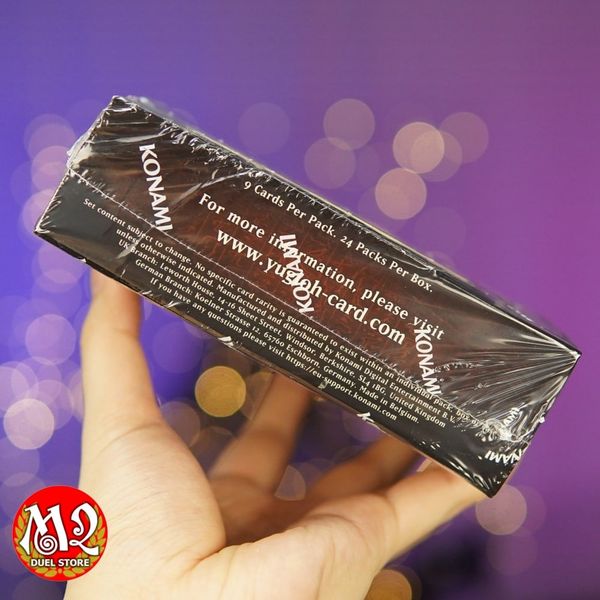 9 Cards Per Pack. 24 Packs Per Box.
For more information, please visit
www.yugioh-card.com
Set content subject to change. No specific card rarity is guaranteed to exist within an individual pack, box or
unless otherwise indicated. Manufactured and distributed by Konami Digital Entertainment B.V.
UK Branch: Leworth House, 14-16 Sheet Street, Windsor, Berkshire, SL4 1BG. United Kingdom
German Branch: Koelner Strasse 12, 65760 Eschborn, Germany. Made in Belgium.
If you have any questions please visit https://eu-support.konami.com
KONAMI
KONAMI
KONAMI
NAMI
M2
DUEL STORE